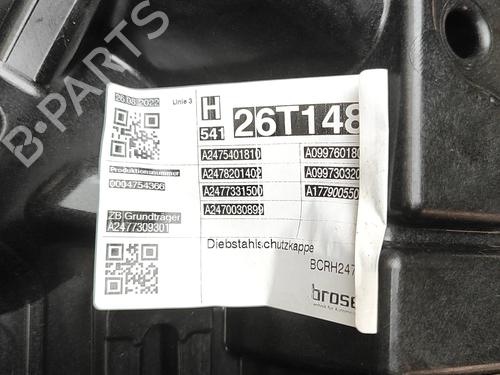 26.08.2022
Linie 3
H
541
26T148
Produktionsnummer
0004754366
ZB Grundträger
A2477309301
A2475401810
A2478201402
A2477331500
A2470030899
A099760180
A099730320
A177900550
Diebstahlschutzkappe
BCRH247
brose
B-PARTS